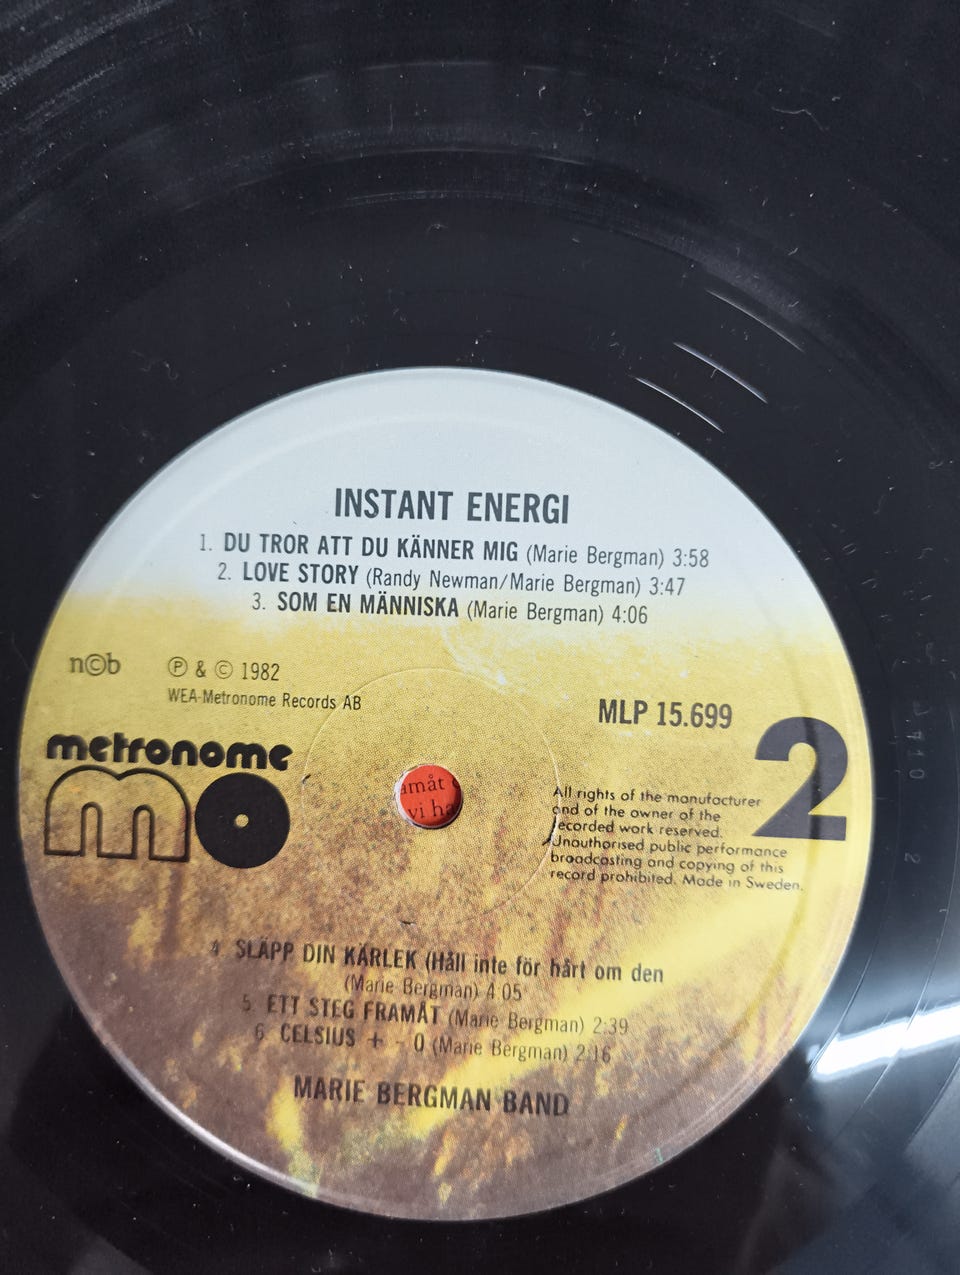 INSTANT ENERGI
1. DU TROR ATT DU KÄNNER MIG (Marie Bergman) 3:58
2. LOVE STORY (Randy Newman/Marie Bergman) 3:47
3. SOM EN MÄNNISKA (Marie Bergman) 4:06
n©b
Ⓟ & © 1982
WEA-Metronome Records AB
MLP 15.699
metronome
mo
2
amåt
vi ha
All rights of the manufacturer
and of the owner of the
recorded work reserved.
Unauthorised public performance
broadcasting and copying of this
record prohibited. Made in Sweden.
4. SLÄPP DIN KÄRLEK (Håll inte för hårt om den
(Marie Bergman) 4:05
5. ETT STEG FRAMÅT (Marie Bergman) 2:39
6. CELSIUS + - 0 (Marie Bergman) 2:16
MARIE BERGMAN BAND